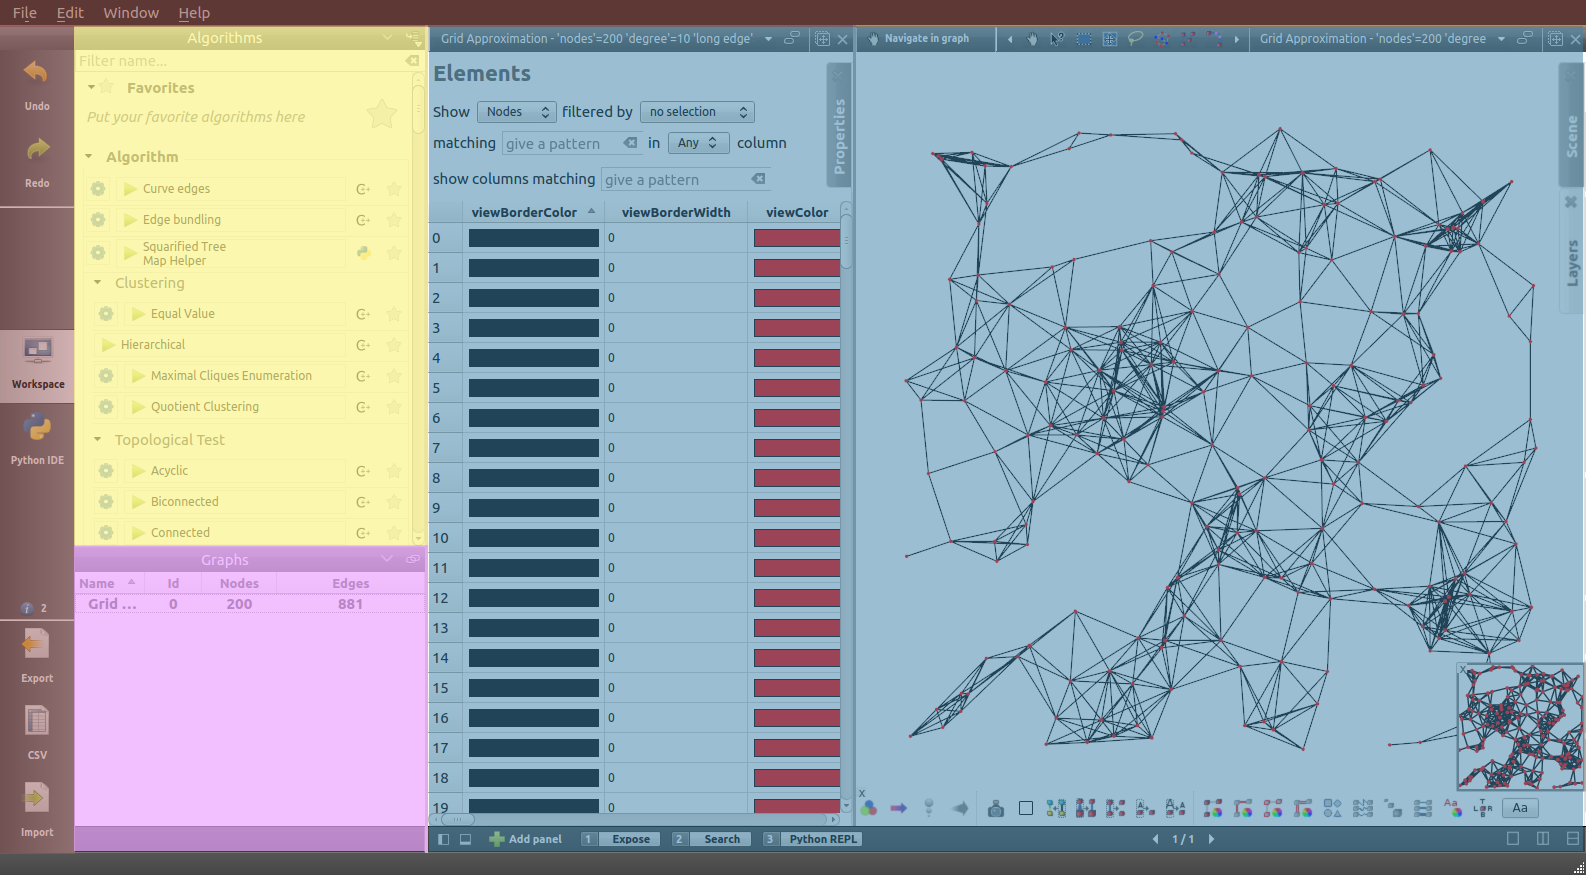 File Edit Window Help
Undo
Redo
Workspace
Python IDE
2
Export
CSV
Import
Algorithms
Filter name...
Favorites
Put your favorite algorithms here
Algorithm
Curve edges
Edge bundling
Squarified Tree
Map Helper
Clustering
Equal Value
Hierarchical
Maximal Cliques Enumeration
Quotient Clustering
Topological Test
Acyclic
Biconnected
Connected
Graphs
Name Id Nodes Edges
Grid ... 0 200 881
Grid Approximation - 'nodes'=200 'degree'=10 'long edge'
Elements
Show Nodes filtered by no selection
matching give a pattern in Any column
show columns matching give a pattern
Properties
viewBorderColor viewBorderWidth viewColor
0 0
1 0
2 0
3 0
4 0
5 0
6 0
7 0
8 0
9 0
10 0
11 0
12 0
13 0
14 0
15 0
16 0
17 0
18 0
19 0
Navigate in graph
Grid Approximation - 'nodes'=200 'degree
Scene
Layers
X
X
Aa
Add panel 1 Expose 2 Search 3 Python REPL
1 / 1